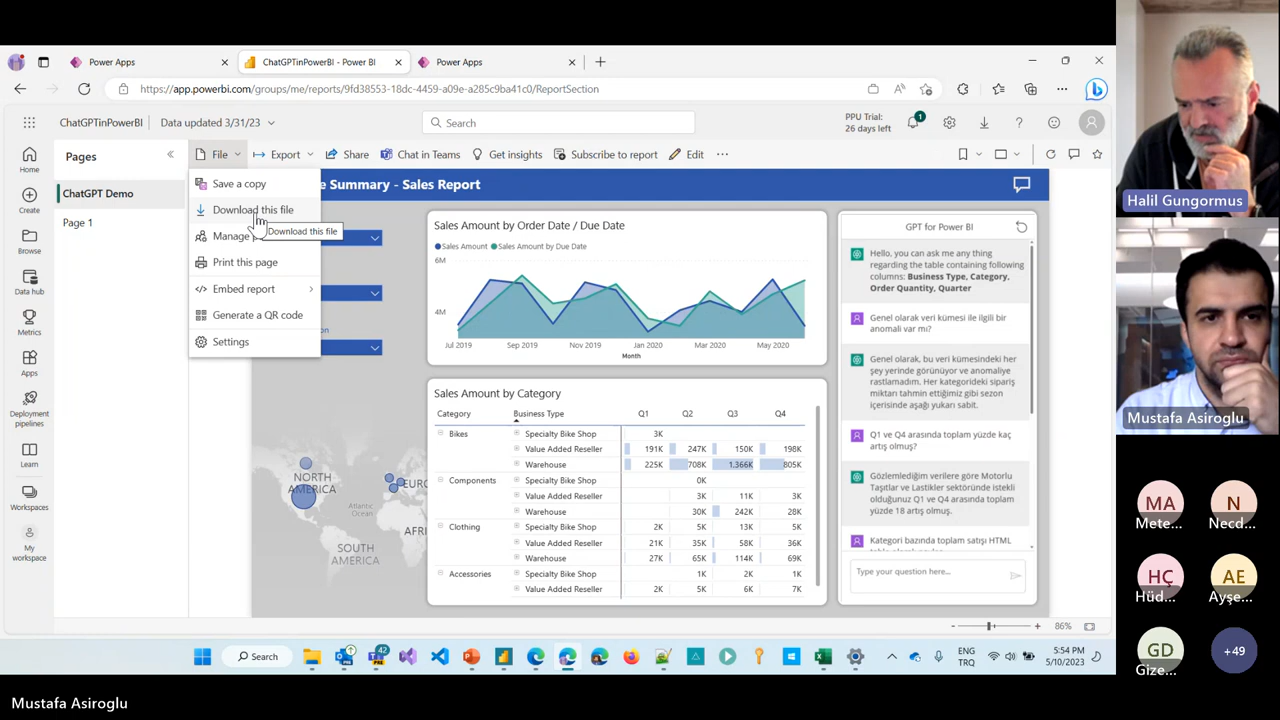 Power Apps
ChatGPTinPowerBI - Power BI
Power Apps
https://app.powerbi.com/groups/me/reports/9fd38553-18dc-4459-a09e-a285c9ba41c0/ReportSection
ChatGPTinPowerBI
Data updated 3/31/23
Search
PPU Trial:
26 days left
1
Home
Create
Browse
Data hub
Metrics
Apps
Deployment
pipelines
Learn
Workspaces
My
workspace
Pages
ChatGPT Demo
Page 1
File
Export
Share
Chat in Teams
Get insights
Subscribe to report
Edit
Save a copy
Download this file
Manage
Download this file
Print this page
Embed report
Generate a QR code
Settings
e Summary - Sales Report
NORTH
AMERICA
EURO
Atlantic
Ocean
AFRI
SOUTH
AMERICA
Sales Amount by Order Date / Due Date
Sales Amount Sales Amount by Due Date
6M
4M
Jul 2019 Sep 2019 Nov 2019 Jan 2020 Mar 2020 May 2020
Month
Sales Amount by Category
Category Business Type Q1 Q2 Q3 Q4
Bikes Specialty Bike Shop 3K
Value Added Reseller 191K 247K 150K 198K
Warehouse 225K 708K 1.366K 805K
Components Specialty Bike Shop 0K
Value Added Reseller 3K 11K 3K
Warehouse 30K 242K 28K
Clothing Specialty Bike Shop 2K 5K 13K 5K
Value Added Reseller 21K 35K 58K 36K
Warehouse 27K 65K 114K 69K
Accessories Specialty Bike Shop 1K 2K 1K
Value Added Reseller 2K 5K 6K 7K
GPT for Power BI
Hello, you can ask me any thing
regarding the table containing following
columns: Business Type, Category,
Order Quantity, Quarter
Genel olarak veri kümesi ile ilgili bir
anomali var mı?
Genel olarak, bu veri kümesindeki her
şey yerinde görünüyor ve anomaliye
rastlamadım. Her kategorideki sipariş
miktarı tahmin ettiğimiz gibi sezon
içerisinde aşağı yukarı sabit.
Q1 ve Q4 arasında toplam yüzde kaç
artış olmuş?
Gözlemlediğim verilere göre Motorlu
Taşıtlar ve Lastikler sektöründe istekli
olduğunuz Q1 ve Q4 arasında toplam
yüzde 18 artış olmuş.
Kategori bazında toplam satışı HTML
Type your question here...
86%
Search
42
ENG
TRQ
5:54 PM
5/10/2023
Halil Gungormus
Mustafa Asiroglu
MA
Mete...
N
Necd...
HÇ
Hüd...
AE
Ayşe...
GD
Gize...
+49
Mustafa Asiroglu